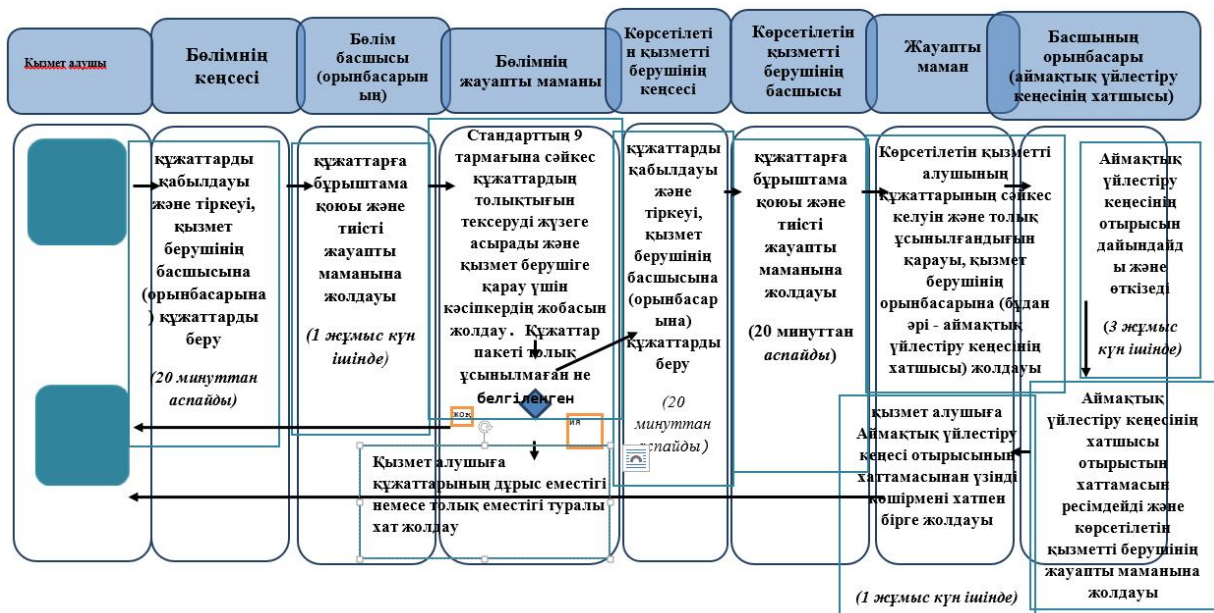 Қызмет алушы
Бөлімнің
кеңсесі
Бөлім
басшысы
(орынбасарын
ың)
Бөлімнің
жауапты маманы
Көрсетілеті
н қызметті
берушінің
кеңсесі
Көрсетілетін
қызметті
берушінің
басшысы
Жауапты
маман
Басшының
орынбасары
(аймақтық үйлестіру
кеңесінің хатшысы)
құжаттарды
қабылдауы
және тіркеуі,
қызмет
берушінің
басшысына
(орынбасарына
) құжаттарды
беру
(20 минуттан
аспайды)
құжаттарға
бұрыштама
қоюы және
тиісті
жауапты
маманына
жолдауы
(1 жұмыс күн
ішінде)
Стандарттың 9
тармағына сәйкес
құжаттардың
толықтығын
тексеруді жүзеге
асырады және
қызмет берушіге
қарау үшін
кәсіпкердің жобасын
жолдау. Құжаттар
пакеті толық
ұсынылмаған не
белгіленген
жоқ
ия
Қызмет алушыға
құжаттарының дұрыс еместігі
немесе толық еместігі туралы
хат жолдау
құжаттарды
қабылдауы
және
тіркеуі,
қызмет
берушінің
басшысына
(орынбасар
ына)
құжаттарды
беру
(20
минуттан
аспайды)
құжаттарға
бұрыштама
қоюы және
тиісті
жауапты
маманына
жолдауы
(20 минуттан
аспайды)
Көрсетілетін қызметті
алушының
құжаттарының сәйкес
келуін және толық
ұсынылғандығын
қарауы, қызмет
берушінің
орынбасарына (бұдан
әрі - аймақтық
үйлестіру кеңесінің
хатшысы) жолдауы
Аймақтық
үйлестіру
кеңесінің
отырысын
дайындайд
ы және
өткізеді
(3 жұмыс
күн ішінде)
Аймақтық үйлестіру кеңесінің
хатшысы
отырыстың
хаттамасын
ресімдейді және
көрсетілетін
қызметті берушінің
жауапты маманына
жолдауы
қызмет алушыға
Аймақтық үйлестіру
кеңесі отырысының
хаттамасынан үзінді
көшірмені хатпен
бірге жолдауы
(1 жұмыс күн ішінде)